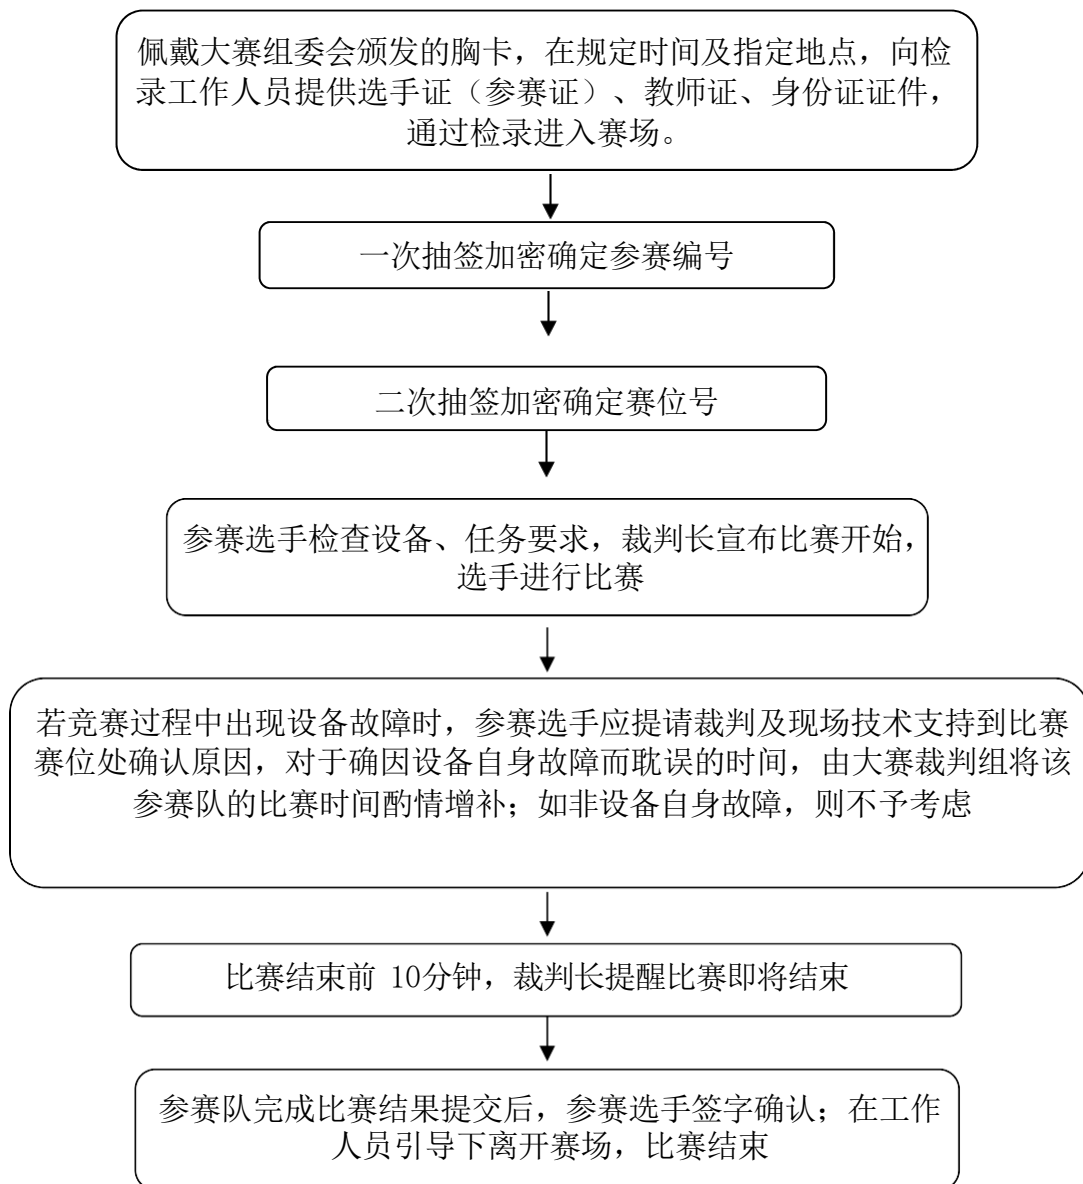 佩戴大赛组委会颁发的胸卡，在规定时间及指定地点，向检
录工作人员提供选手证（参赛证）、教师证、身份证证件，
通过检录进入赛场。
一次抽签加密确定参赛编号
二次抽签加密确定赛位号
参赛选手检查设备、任务要求，裁判长宣布比赛开始，
选手进行比赛
若竞赛过程中出现设备故障时，参赛选手应提请裁判及现场技术支持到比赛
赛位处确认原因，对于确因设备自身故障而耽误的时间，由大赛裁判组将该
参赛队的比赛时间酌情增补；如非设备自身故障，则不予考虑
比赛结束前 10分钟，裁判长提醒比赛即将结束
参赛队完成比赛结果提交后，参赛选手签字确认；在工作
人员引导下离开赛场，比赛结束